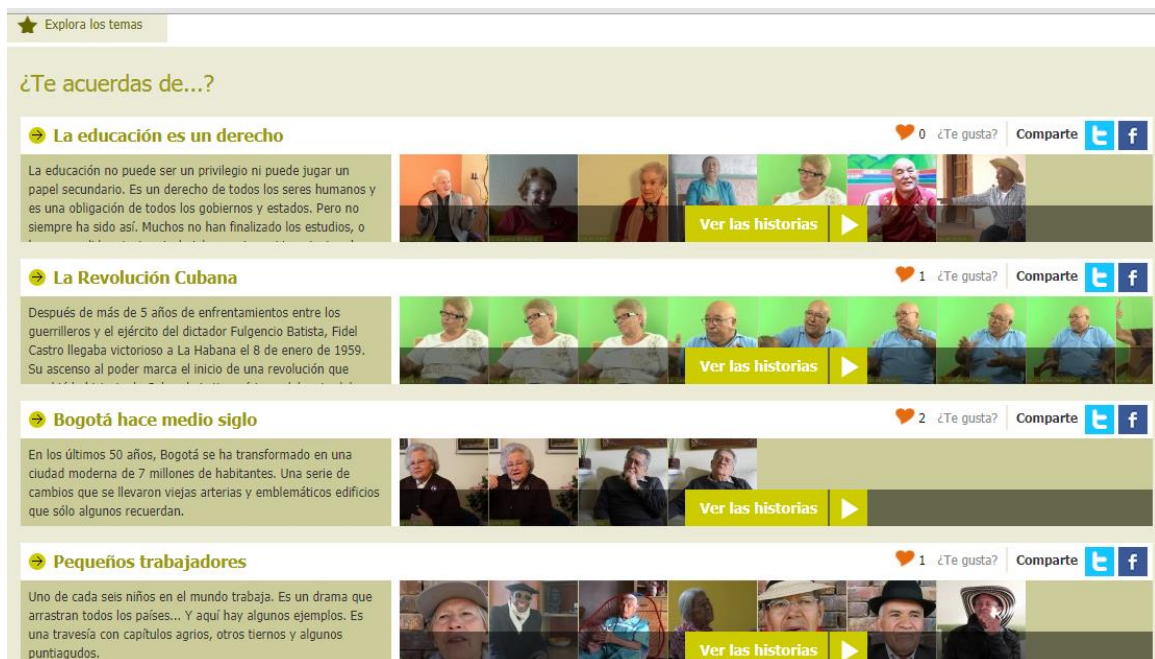 Explora los temas
¿Te acuerdas de...?
La educación es un derecho
0 ¿Te gusta? Comparte
La educación no puede ser un privilegio ni puede jugar un
papel secundario. Es un derecho de todos los seres humanos y
es una obligación de todos los gobiernos y estados. Pero no
siempre ha sido así. Muchos no han finalizado los estudios, o
Ver las historias
La Revolución Cubana
1 ¿Te gusta? Comparte
Después de más de 5 años de enfrentamientos entre los
guerrilleros y el ejército del dictador Fulgencio Batista, Fidel
Castro llegaba victorioso a La Habana el 8 de enero de 1959.
Su ascenso al poder marca el inicio de una revolución que
Ver las historias
Bogotá hace medio siglo
2 ¿Te gusta? Comparte
En los últimos 50 años, Bogotá se ha transformado en una
ciudad moderna de 7 millones de habitantes. Una serie de
cambios que se llevaron viejas arterias y emblemáticos edificios
que sólo algunos recuerdan.
Ver las historias
Pequeños trabajadores
1 ¿Te gusta? Comparte
Uno de cada seis niños en el mundo trabaja. Es un drama que
arrastran todos los países... Y aquí hay algunos ejemplos. Es
una travesía con capítulos agrios, otros tiernos y algunos
puntiagudos.
Ver las historias